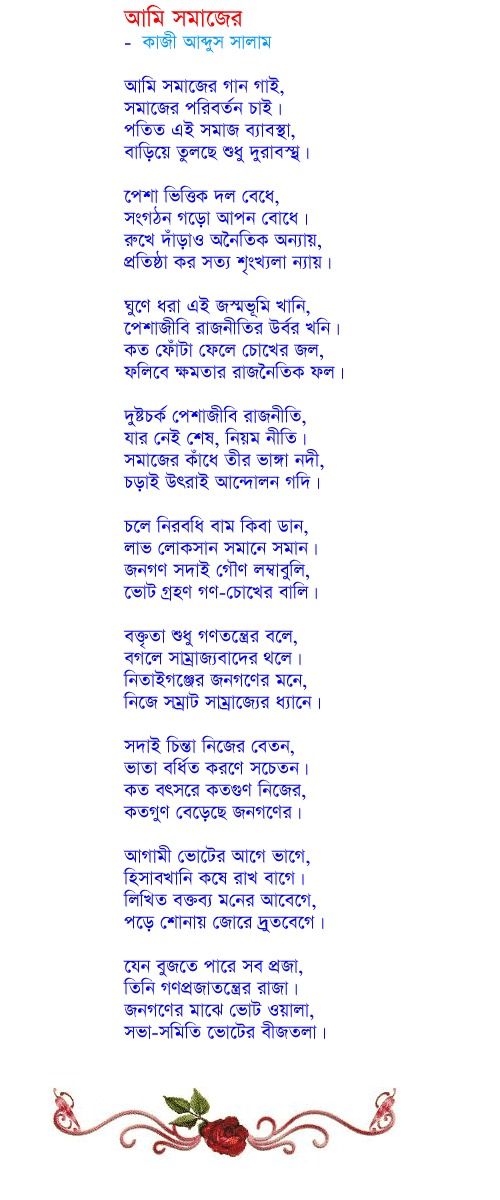 আমি সমাজের
- কাজী আব্দুস সালাম
আমি সমাজের গান গাই,
সমাজের পরিবর্তন চাই।
পতিত এই সমাজ ব্যাবস্থা,
বাড়িয়ে তুলছে শুধু দুরাবস্থ।
পেশা ভিত্তিক দল বেধে,
সংগঠন গড়ো আপন বোধে।
রুখে দাঁড়াও অনৈতিক অন্যায়,
প্রতিষ্ঠা কর সত্য শৃংখ্যলা ন্যায়।
ঘুণে ধরা এই জন্মভূমি খানি,
পেশাজীবি রাজনীতির উর্বর খনি।
কত ফোঁটা ফেলে চোখের জল,
ফলিবে ক্ষমতার রাজনৈতিক ফল।
দুষ্টচর্ক পেশাজীবি রাজনীতি,
যার নেই শেষ, নিয়ম নীতি।
সমাজের কাঁধে তীর ভাঙ্গা নদী,
চড়াই উৎরাই আন্দোলন গদি।
চলে নিরবধি বাম কিবা ডান,
লাভ লোকসান সমানে সমান।
জনগণ সদাই গৌণ লম্বাবুলি,
ভোট গ্রহণ গণ-চোখের বালি।
বক্তৃতা শুধু গণতন্ত্রের বলে,
বগলে সাম্রাজ্যবাদের থলে।
নিতাইগঞ্জের জনগণের মনে,
নিজে সম্রাট সাম্রাজ্যের ধ্যানে।
সদাই চিন্তা নিজের বেতন,
ভাতা বর্ধিত করণে সচেতন।
কত বৎসরে কতগুণ নিজের,
কতগুণ বেড়েছে জনগণের।
আগামী ভোটের আগে ভাগে,
হিসাবখানি কষে রাখ বাগে।
লিখিত বক্তব্য মনের আবেগে,
পড়ে শোনায় জোরে দ্রুতবেগে।
যেন বুজতে পারে সব প্রজা,
তিনি গণপ্রজাতন্ত্রের রাজা।
জনগণের মাঝে ভোট ওয়ালা,
সভা-সমিতি ভোটের বীজতলা।